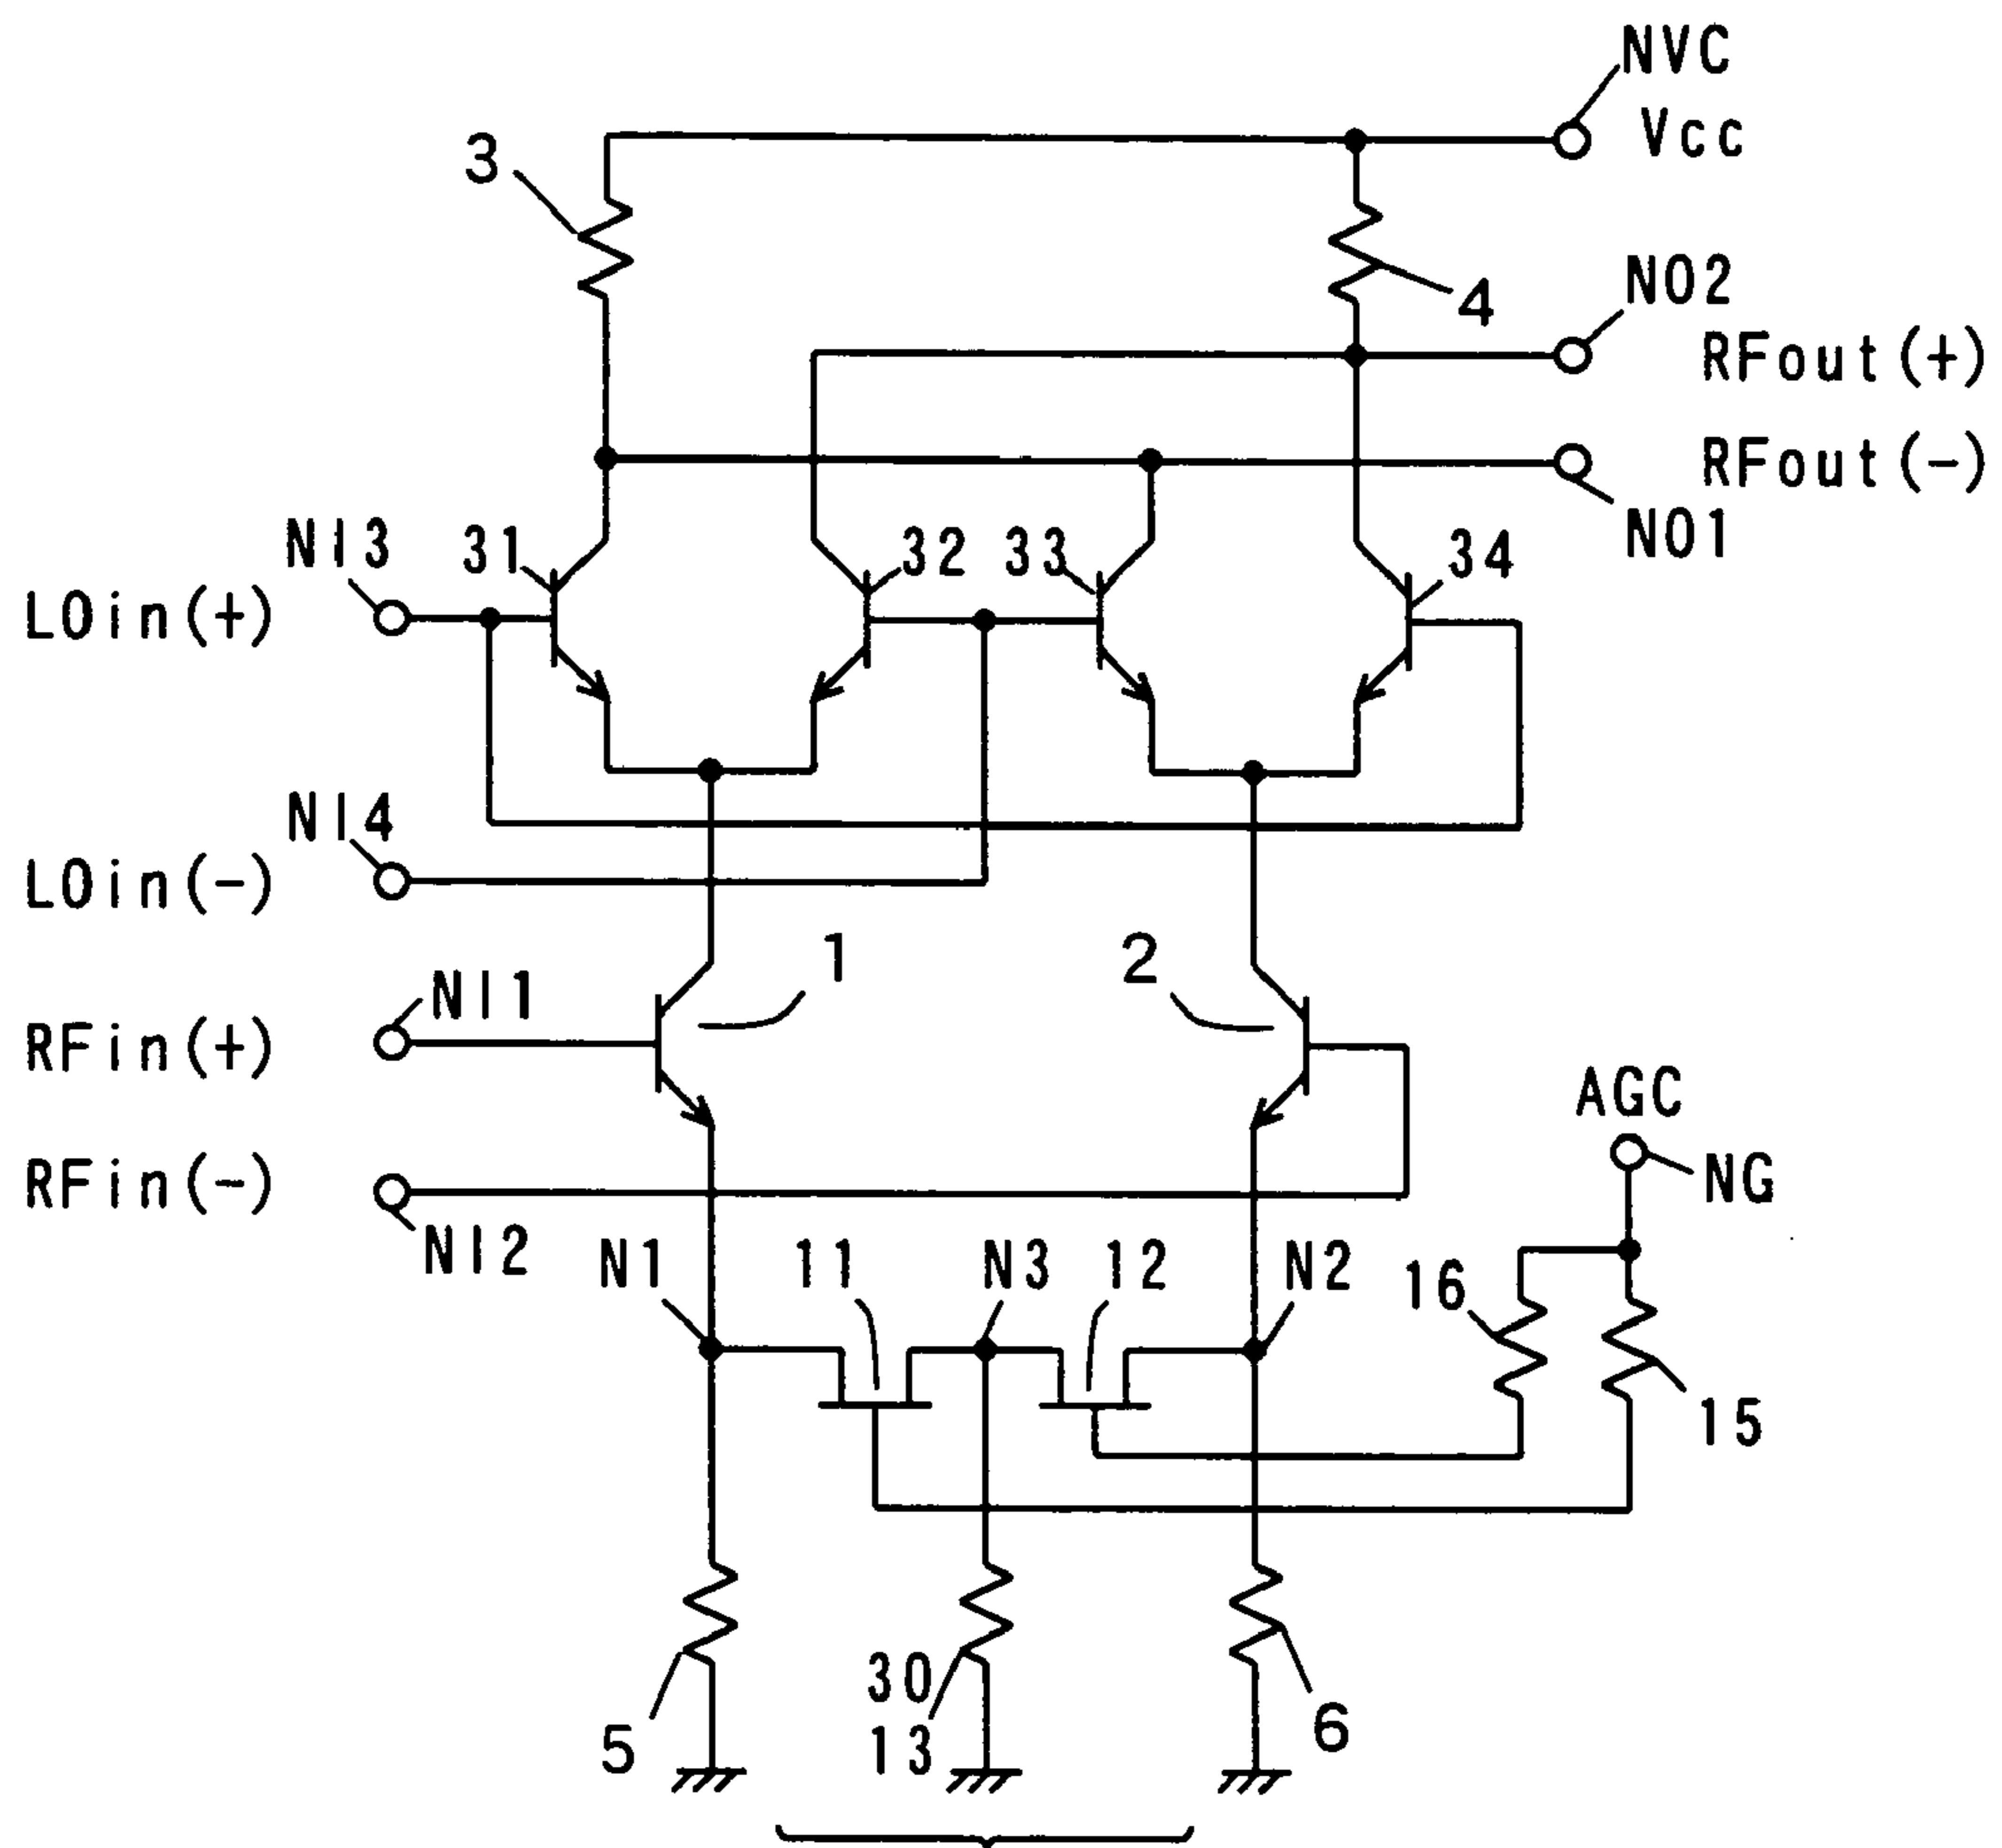 NVC
Vcc
3
4
NO2
RFout(+)
RFout(-)
NO1
NI3
31
32
33
34
LOin(+)
NI4
LOin(-)
1
2
NI1
RFin(+)
AGC
NG
RFin(-)
NI2
N1
11
N3
12
N2
16
15
30
13
5
6